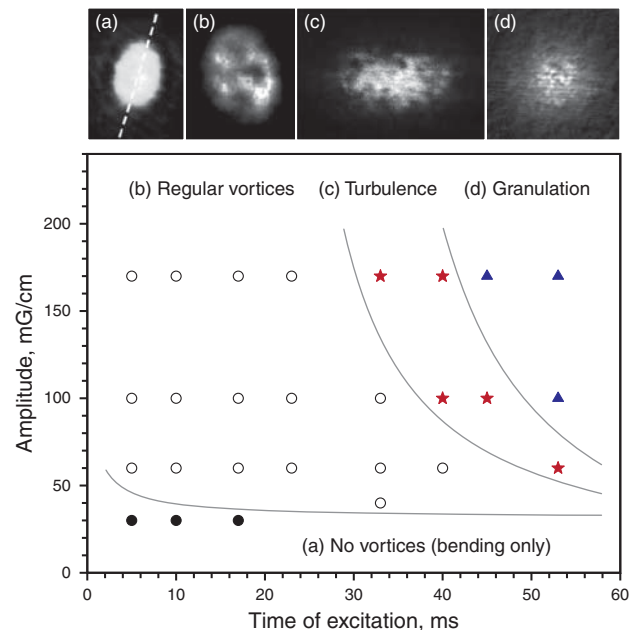 (a)
(b)
(c)
(d)
(b) Regular vortices
(c) Turbulence
(d) Granulation
200
150
100
50
0
Amplitude, mG/cm
(a) No vortices (bending only)
0
10
20
30
40
50
60
Time of excitation, ms